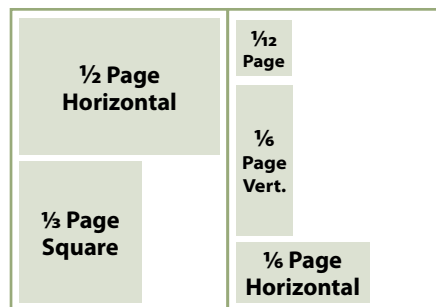 ½ Page
Horizontal
⅓ Page
Square
1⁄12
Page
⅙
Page
Vert.
⅙ Page
Horizontal